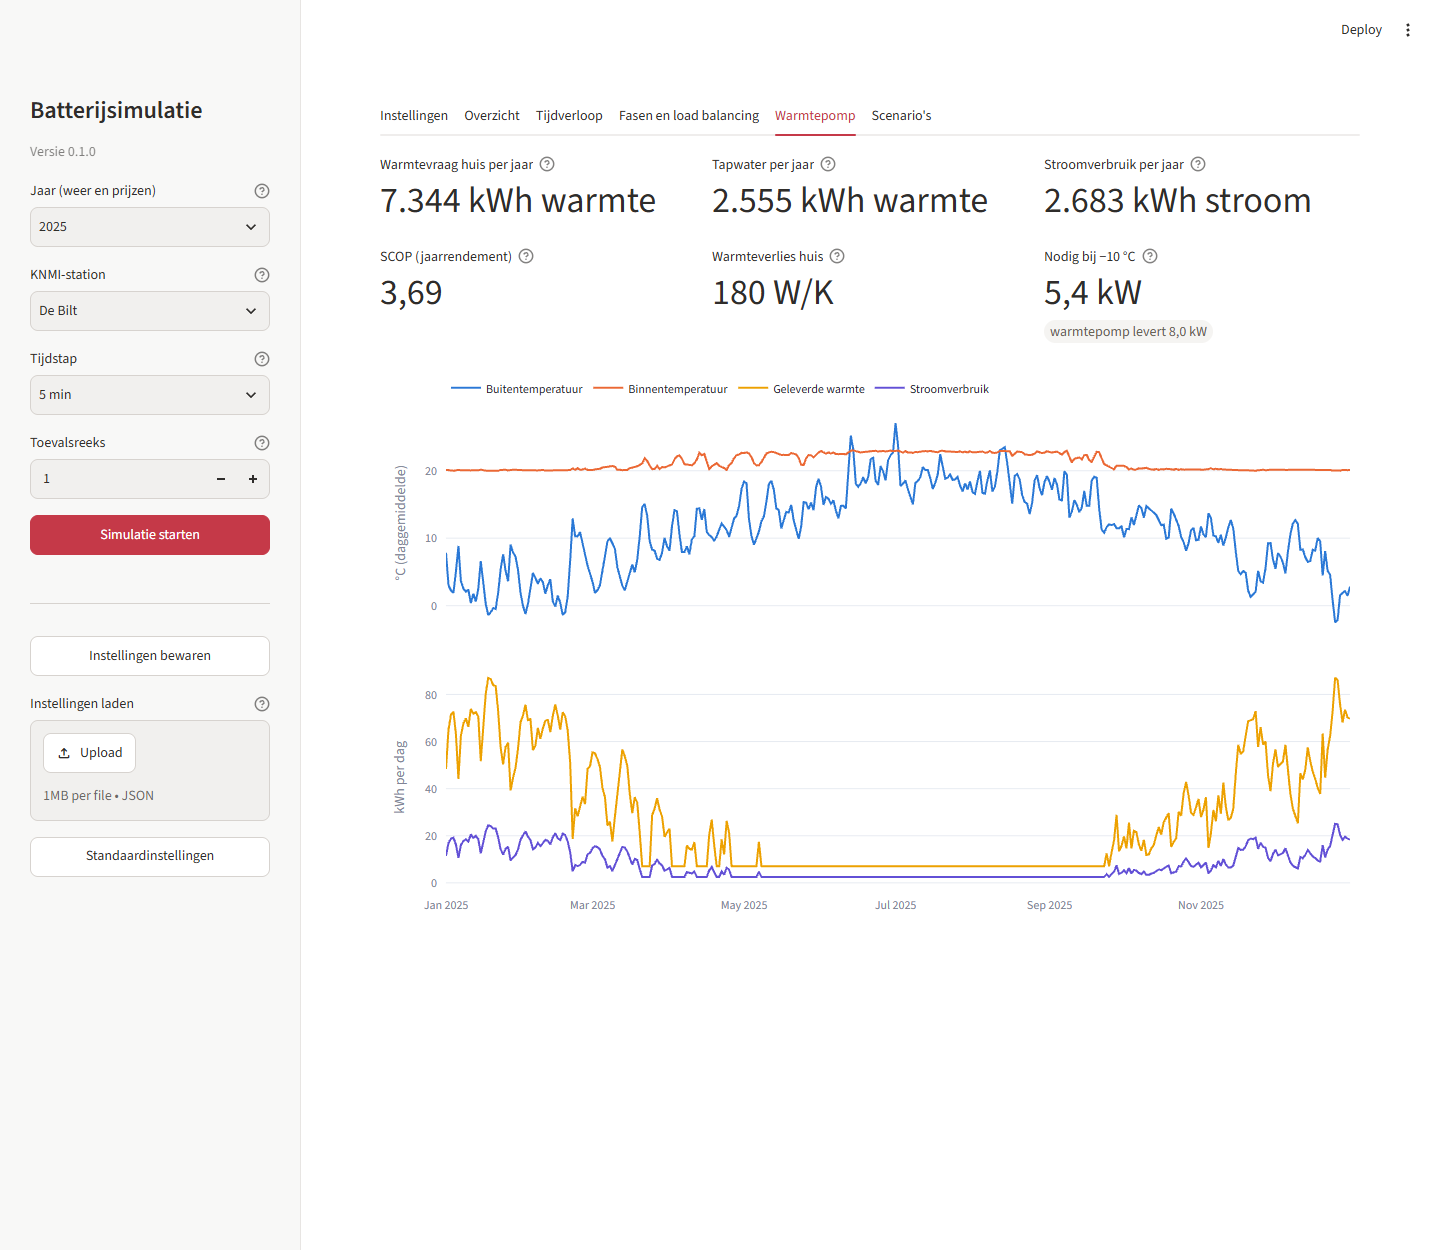 Deploy
Batterijsimulatie
Versie 0.1.0
Jaar (weer en prijzen)
2025
KNMI-station
De Bilt
Tijdstap
5 min
Toevalsreeks
1
Simulatie starten
Instellingen bewaren
Instellingen laden
Upload
1MB per file • JSON
Standaardinstellingen
Instellingen Overzicht Tijdverloop Fasen en load balancing Warmtepomp Scenario's
Warmtevraag huis per jaar
7.344 kWh warmte
Tapwater per jaar
2.555 kWh warmte
Stroomverbruik per jaar
2.683 kWh stroom
SCOP (jaarrendement)
3,69
Warmteverlies huis
180 W/K
Nodig bij −10 °C
5,4 kW
warmtepomp levert 8,0 kW
Buitentemperatuur Binnentemperatuur Geleverde warmte Stroomverbruik
°C (daggemiddelde)
20
10
0
kWh per dag
80
60
40
20
0
Jan 2025 Mar 2025 May 2025 Jul 2025 Sep 2025 Nov 2025